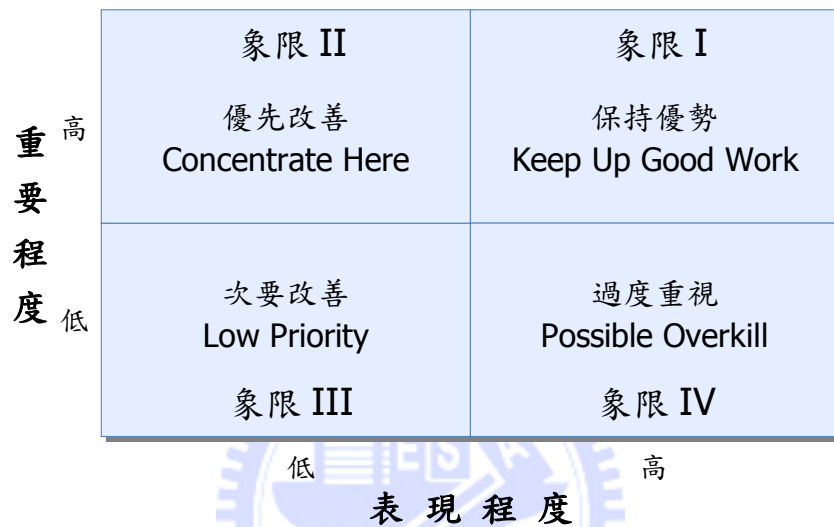 象限 II
優先改善
Concentrate Here
象限 I
保持優勢
Keep Up Good Work
重要程度
高
低
次要改善
Low Priority
象限 III
過度重視
Possible Overkill
象限 IV
低
高
表現程度
ESA